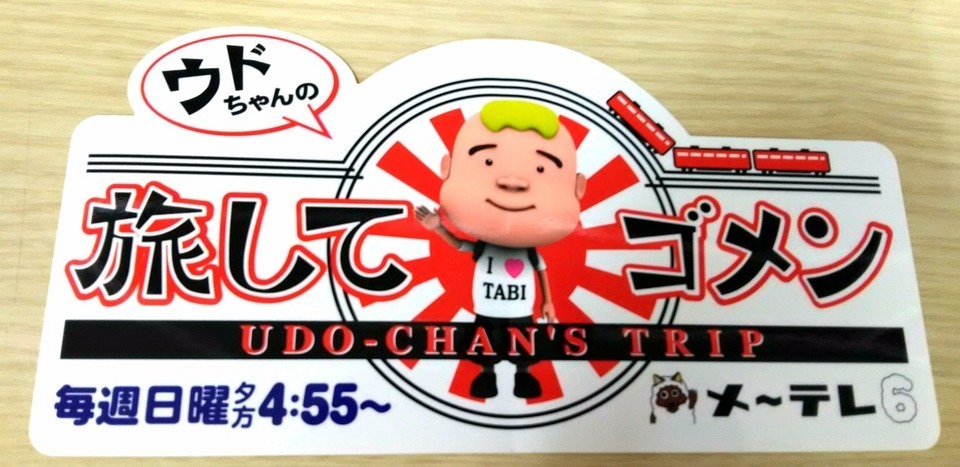 ウド
ちゃんの
旅してゴメン
I ♥
TABI
UDO-CHAN'S TRIP
毎週日曜夕方4:55~
メ~テレ6